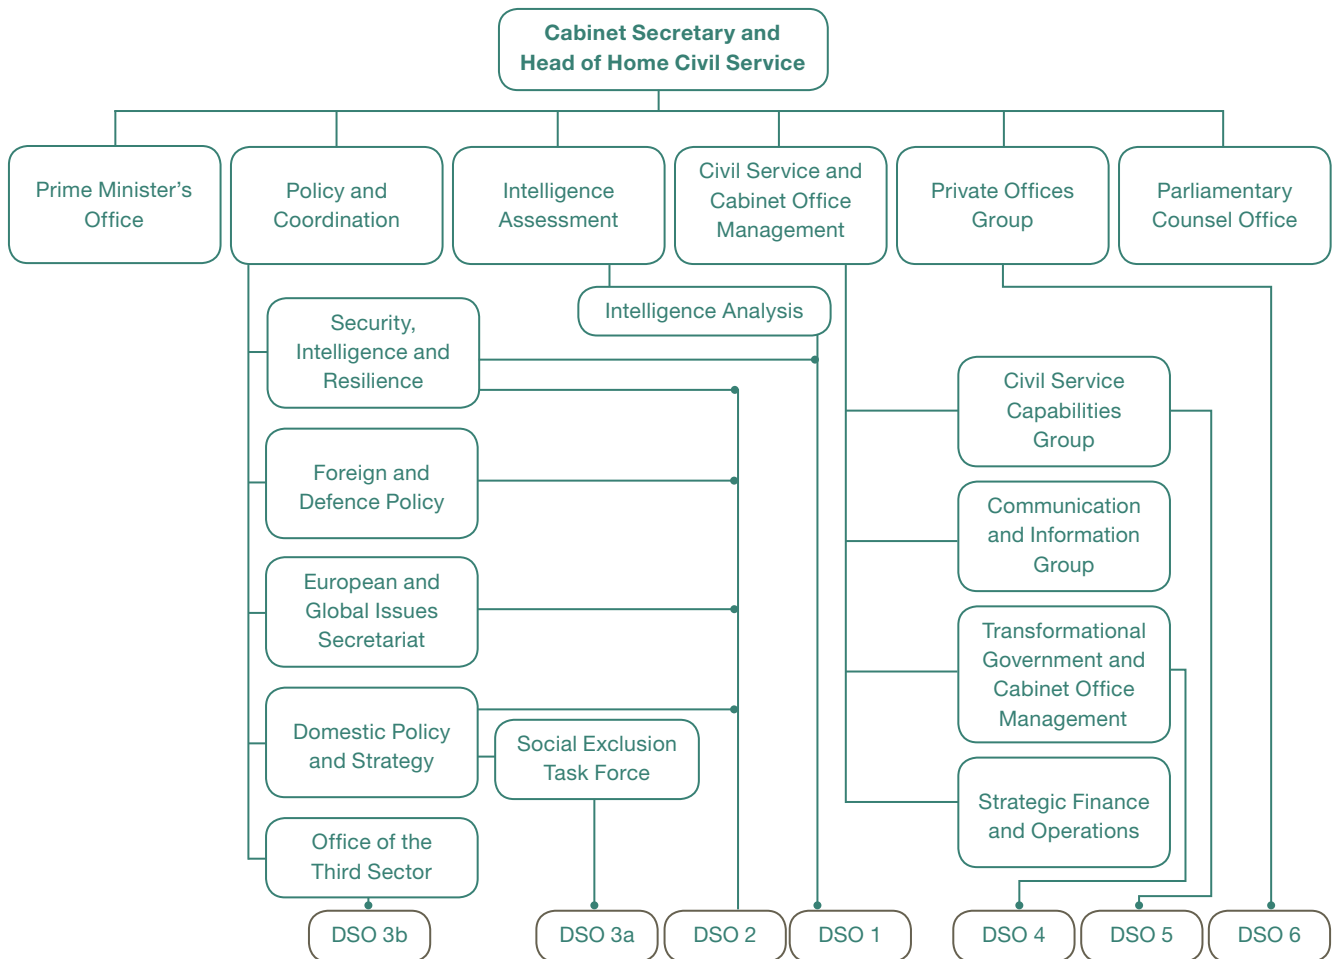 Cabinet Secretary and
Head of Home Civil Service
Prime Minister’s
Office
Policy and
Coordination
Intelligence
Assessment
Civil Service and
Cabinet Office
Management
Private Offices
Group
Parliamentary
Counsel Office
Intelligence Analysis
Security,
Intelligence and
Resilience
Foreign and
Defence Policy
European and
Global Issues
Secretariat
Domestic Policy
and Strategy
Social Exclusion
Task Force
Office of the
Third Sector
Civil Service
Capabilities
Group
Communication
and Information
Group
Transformational
Government and
Cabinet Office
Management
Strategic Finance
and Operations
DSO 3b
DSO 3a
DSO 2
DSO 1
DSO 4
DSO 5
DSO 6